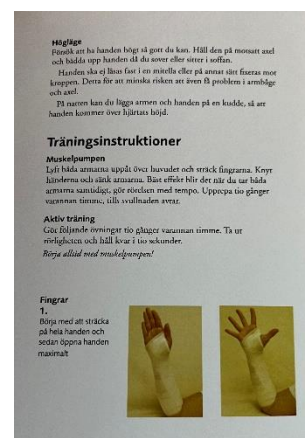 Högläge
Försök att ha handen högt så gott du kan. Håll den på motsatt axel
och bädda upp handen då du sover eller sitter i soffan.
Handen ska ej låsas fast i en mitella eller på annat sätt fixeras mot
kroppen. Detta för att minska risken att även få problem i armbåge
och axel.
På natten kan du lägga armen och handen på en kudde, så att
handen kommer över hjärtats höjd.
Träningsinstruktioner
Muskelpumpen
Lyft båda armarna uppåt över huvudet och sträck fingrarna. Knyt
händerna och sänk armarna. Bäst effekt blir det när du tar båda
armarna samtidigt, gör rörelsen med tempo. Upprepa tio gånger
varannan timme, tills svullnaden avtar.
Aktiv träning
Gör följande övningar tio gånger varannan timme. Ta ut
rörligheten och håll kvar i tio sekunder.
Börja alltid med muskelpumpen!
Fingrar
1.
Börja med att sträcka
på hela handen och
sedan öppna handen
maximalt